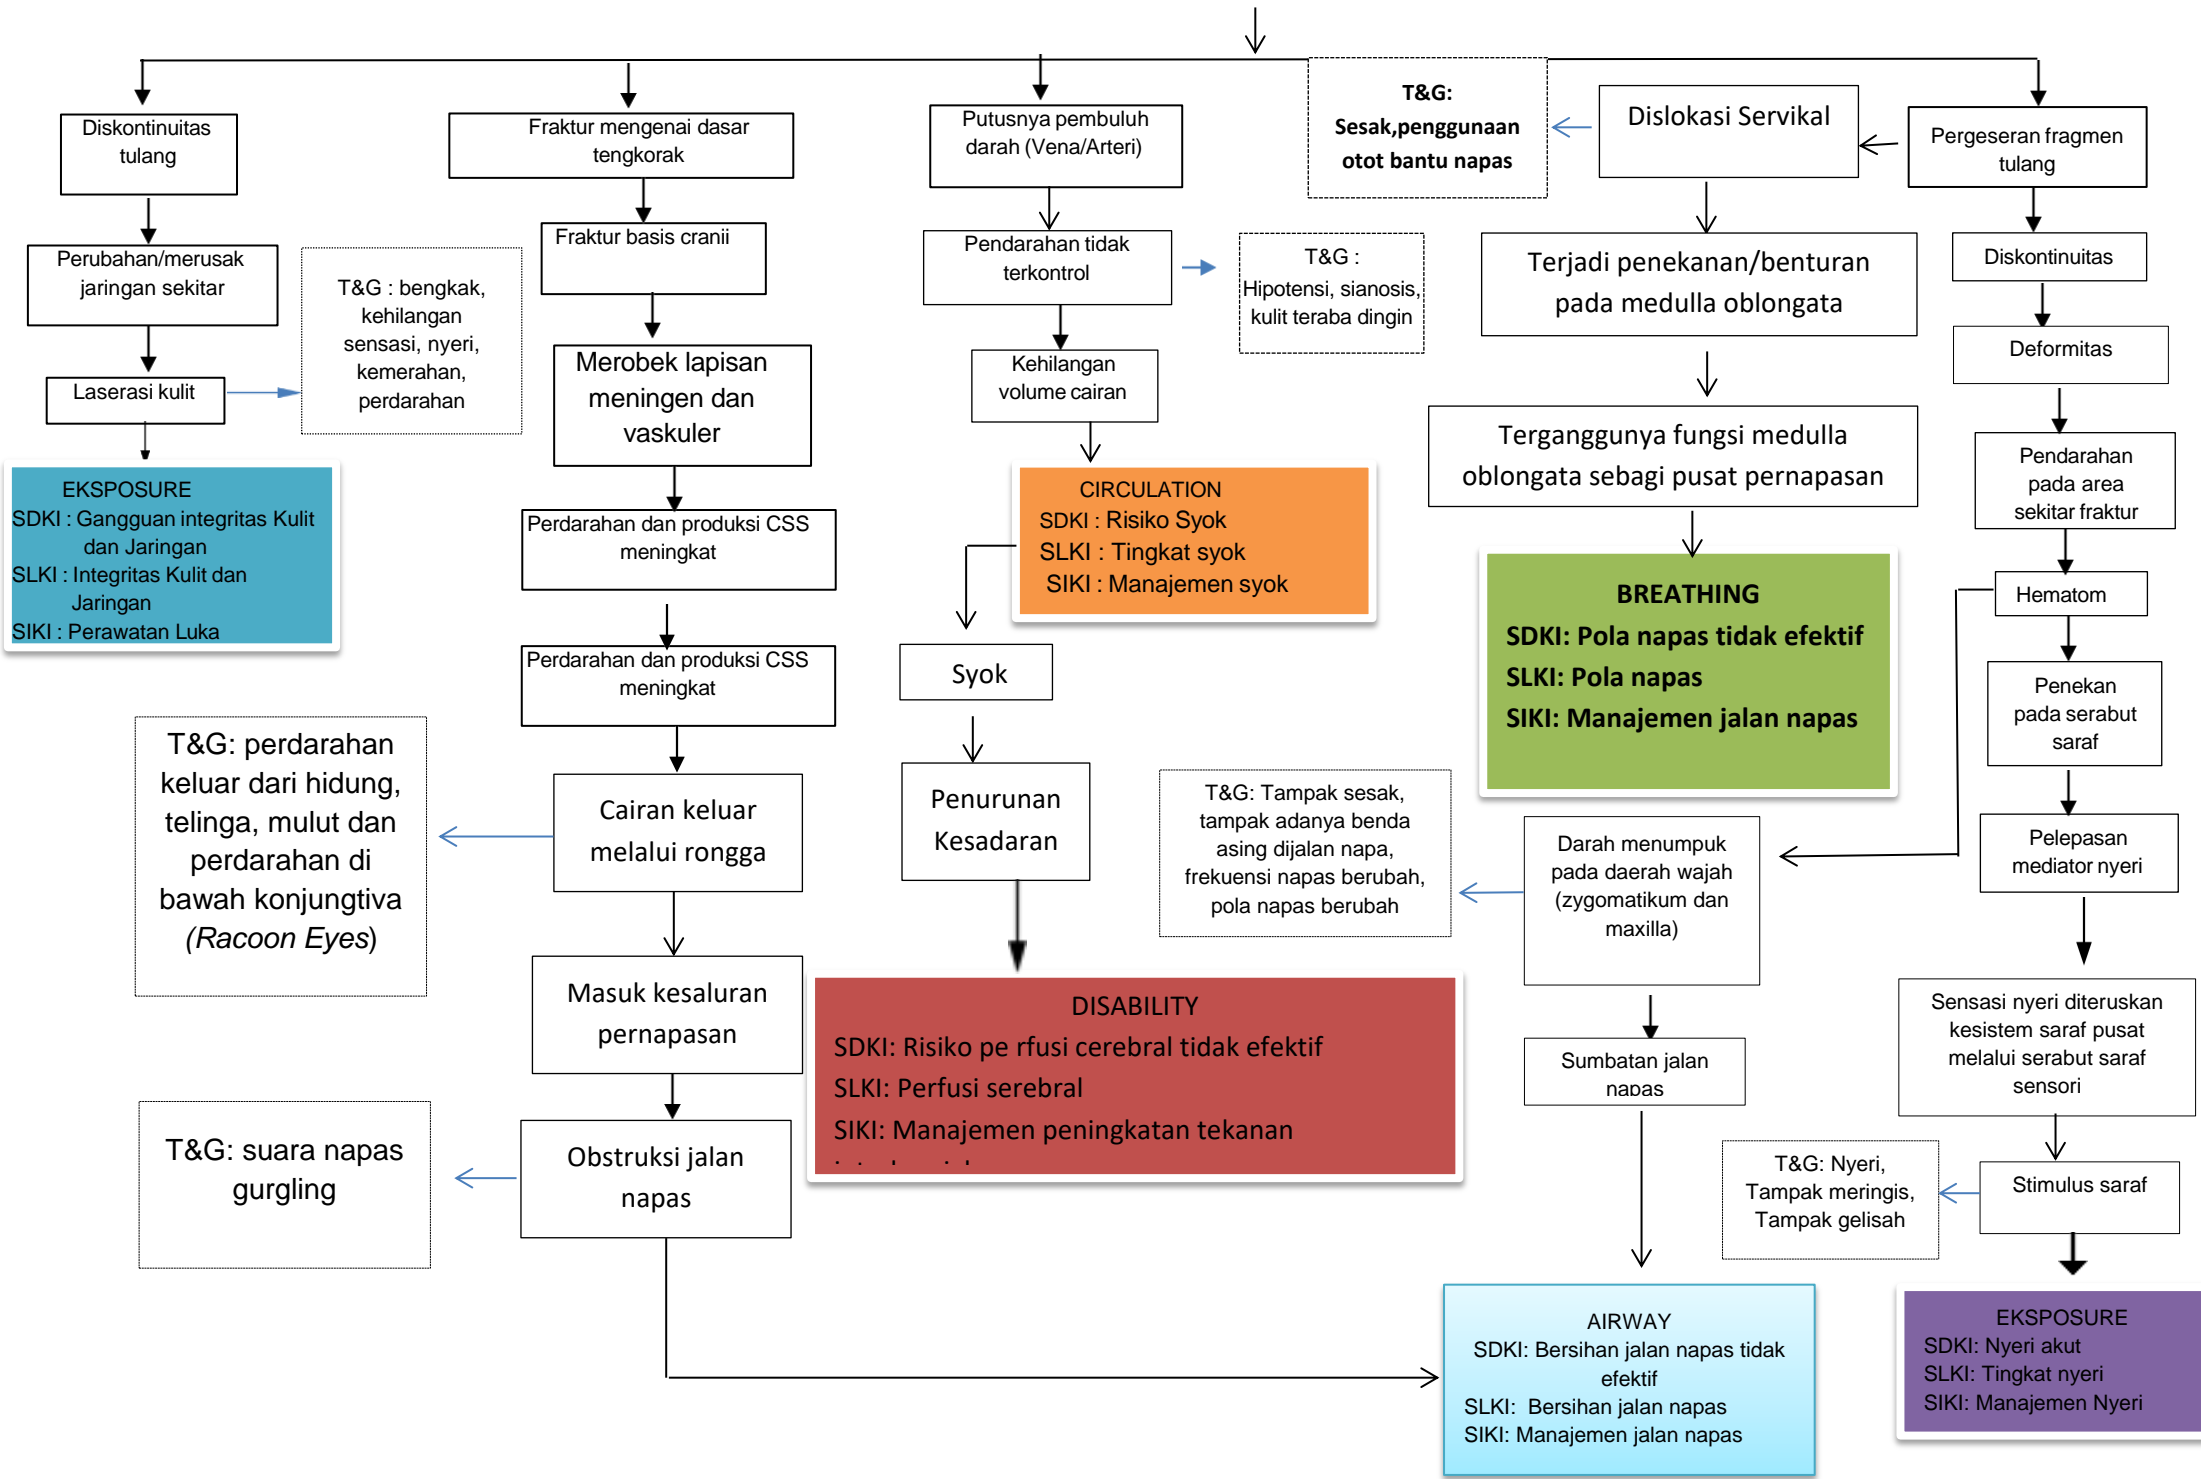 Diskontinuitas
tulang
Perubahan/merusak
jaringan sekitar
Laserasi kulit
T&G : bengkak,
kehilangan
sensasi, nyeri,
kemerahan,
perdarahan
EKSPOSURE
SDKI : Gangguan integritas Kulit
dan Jaringan
SLKI : Integritas Kulit dan
Jaringan
SIKI : Perawatan Luka
Fraktur mengenai dasar
tengkorak
Fraktur basis cranii
Merobek lapisan
meningen dan
vaskuler
Perdarahan dan produksi CSS
meningkat
Perdarahan dan produksi CSS
meningkat
Cairan keluar
melalui rongga
T&G: perdarahan
keluar dari hidung,
telinga, mulut dan
perdarahan di
bawah konjungtiva
(Racoon Eyes)
Masuk kesaluran
pernapasan
Obstruksi jalan
napas
T&G: suara napas
gurgling
Putusnya pembuluh
darah (Vena/Arteri)
Pendarahan tidak
terkontrol
T&G :
Hipotensi, sianosis,
kulit teraba dingin
Kehilangan
volume cairan
CIRCULATION
SDKI : Risiko Syok
SLKI : Tingkat syok
SIKI : Manajemen syok
Syok
Penurunan
Kesadaran
DISABILITY
SDKI: Risiko pe rfusi cerebral tidak efektif
SLKI: Perfusi serebral
SIKI: Manajemen peningkatan tekanan
T&G:
Sesak,penggunaan
otot bantu napas
Dislokasi Servikal
Terjadi penekanan/benturan
pada medulla oblongata
Terganggunya fungsi medulla
oblongata sebagi pusat pernapasan
BREATHING
SDKI: Pola napas tidak efektif
SLKI: Pola napas
SIKI: Manajemen jalan napas
Pergeseran fragmen
tulang
Diskontinuitas
Deformitas
Pendarahan
pada area
sekitar fraktur
Hematom
Penekan
pada serabut
saraf
Pelepasan
mediator nyeri
Sensasi nyeri diteruskan
kesistem saraf pusat
melalui serabut saraf
sensori
Stimulus saraf
T&G: Nyeri,
Tampak meringis,
Tampak gelisah
EKSPOSURE
SDKI: Nyeri akut
SLKI: Tingkat nyeri
SIKI: Manajemen Nyeri
Darah menumpuk
pada daerah wajah
(zygomatikum dan
maxilla)
T&G: Tampak sesak,
tampak adanya benda
asing dijalan napa,
frekuensi napas berubah,
pola napas berubah
Sumbatan jalan
napas
AIRWAY
SDKI: Bersihan jalan napas tidak
efektif
SLKI: Bersihan jalan napas
SIKI: Manajemen jalan napas